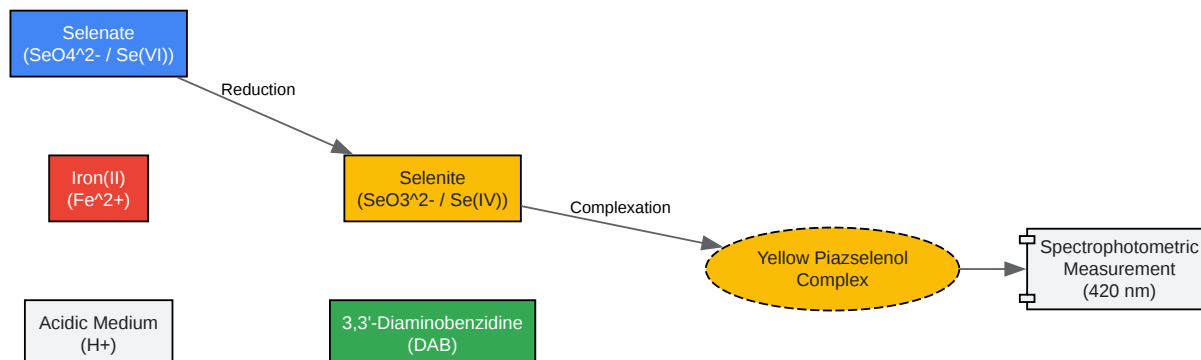 Selenate
(SeO4^2- / Se(VI))
Reduction
Iron(II)
(Fe^2+)
Selenite
(SeO3^2- / Se(IV))
Complexation
Yellow Piazselenol
Complex
Spectrophotometric
Measurement
(420 nm)
Acidic Medium
(H+)
3,3'-Diaminobenzidine
(DAB)